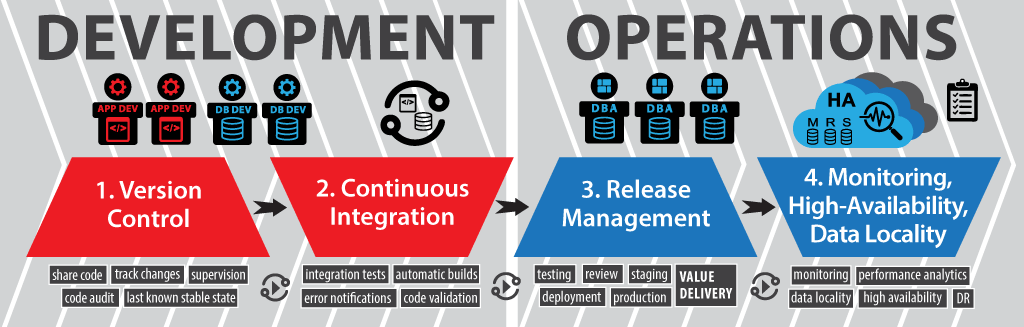 DEVELOPMENT
OPERATIONS
APP DEV
APP DEV
DB DEV
DB DEV
</>
</>
</>
DBA
DBA
DBA
HA
M R S
1. Version
Control
2. Continuous
Integration
3. Release
Management
4. Monitoring,
High-Availability,
Data Locality
share code
track changes
supervision
code audit
last known stable state
integration tests
automatic builds
error notifications
code validation
testing
review
staging
deployment
production
VALUE
DELIVERY
monitoring
performance analytics
data locality
high availability
DR